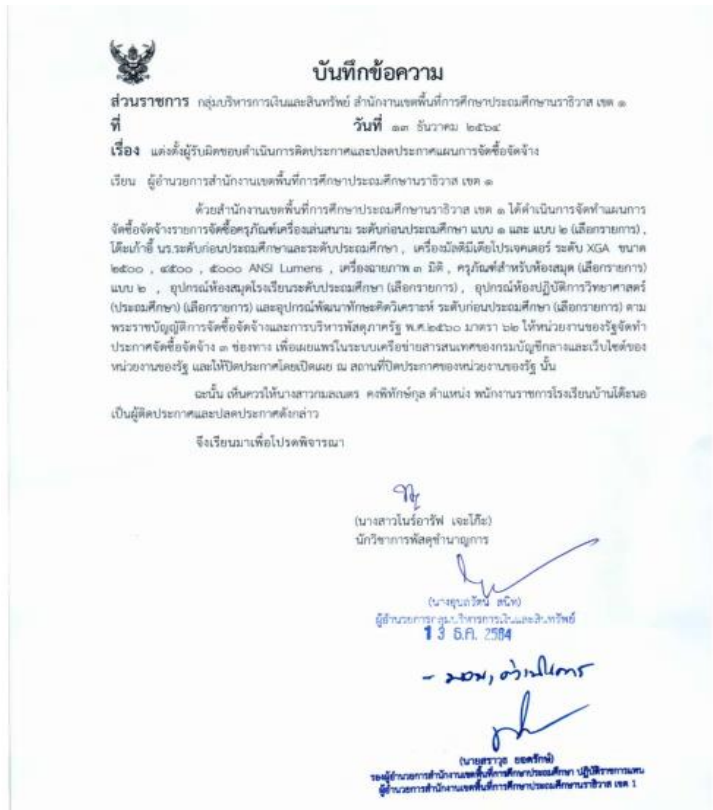 บันทึกข้อความ
ส่วนราชการ กลุ่มบริหารการเงินและสินทรัพย์ สำนักงานเขตพื้นที่การศึกษาประถมศึกษานราธิวาส เขต ๑
ที่ วันที่ ๑๓ ธันวาคม ๒๕๖๔
เรื่อง แต่งตั้งผู้รับผิดชอบดำเนินการติดประกาศและปลดประกาศแผนการจัดซื้อจัดจ้าง
เรียน ผู้อำนวยการสำนักงานเขตพื้นที่การศึกษาประถมศึกษานราธิวาส เขต ๑
ด้วยสำนักงานเขตพื้นที่การศึกษาประถมศึกษานราธิวาส เขต ๑ ได้ดำเนินการจัดทำแผนการ
จัดซื้อจัดจ้างรายการจัดซื้อครุภัณฑ์เครื่องเล่นสนาม ระดับก่อนประถมศึกษา แบบ ๑ และ แบบ ๒ (เลือกรายการ) ,
โต๊ะเก้าอี้ นร.ระดับก่อนประถมศึกษาและระดับประถมศึกษา , เครื่องมัลติมีเดียโปรเจคเตอร์ ระดับ XGA ขนาด
๒๕๐๐ , ๔๕๐๐ , ๕๐๐๐ ANSI Lumens , เครื่องฉายภาพ ๓ มิติ , ครุภัณฑ์สำหรับห้องสมุด (เลือกรายการ)
แบบ ๒ , อุปกรณ์ห้องสมุดโรงเรียนระดับประถมศึกษา (เลือกรายการ) , อุปกรณ์ห้องปฏิบัติการวิทยาศาสตร์
(ประถมศึกษา) (เลือกรายการ) และอุปกรณ์พัฒนาทักษะคิดวิเคราะห์ ระดับก่อนประถมศึกษา (เลือกรายการ) ตาม
พระราชบัญญัติการจัดซื้อจัดจ้างและการบริหารพัสดุภาครัฐ พ.ศ.๒๕๖๐ มาตรา ๖๒ ให้หน่วยงานของรัฐจัดทำ
ประกาศจัดซื้อจัดจ้าง ๓ ช่องทาง เพื่อเผยแพร่ในระบบเครือข่ายสารสนเทศของกรมบัญชีกลางและเว็บไซต์ของ
หน่วยงานของรัฐ และให้ปิดประกาศโดยเปิดเผย ณ สถานที่ปิดประกาศของหน่วยงานของรัฐ นั้น
ฉะนั้น เห็นควรให้นางสาวกมลเนตร คงพิทักษ์กุล ตำแหน่ง พนักงานราชการโรงเรียนบ้านโต๊ะนอ
เป็นผู้ติดประกาศและปลดประกาศดังกล่าว
จึงเรียนมาเพื่อโปรดพิจารณา
(นางสาวไนร์อารัฟ เจะโก๊ะ)
นักวิชาการพัสดุชำนาญการ
(นางอุบลวัตน์ สนิท)
ผู้อำนวยการกลุ่มบริหารการเงินและสินทรัพย์
13 ธ.ค. 2564
(นายสราวุธ ยอดรักษ์)
รองผู้อำนวยการสำนักงานเขตพื้นที่การศึกษาประถมศึกษา ปฏิบัติราชการแทน
ผู้อำนวยการสำนักงานเขตพื้นที่การศึกษาประถมศึกษานราธิวาส เขต 1